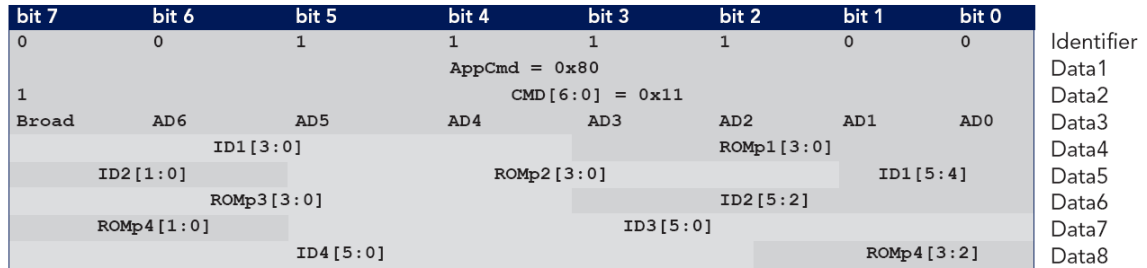 bit 7 bit 6 bit 5 bit 4 bit 3 bit 2 bit 1 bit 0
0 0 1 1 1 1 0 0 Identifier
AppCmd = 0x80 Data1
1 CMD[6:0] = 0x11 Data2
Broad AD6 AD5 AD4 AD3 AD2 AD1 AD0 Data3
ID1[3:0] ROMp1[3:0] Data4
ID2[1:0] ROMp2[3:0] ID1[5:4] Data5
ROMp3[3:0] ID2[5:2] Data6
ROMp4[1:0] ID3[5:0] Data7
ID4[5:0] ROMp4[3:2] Data8